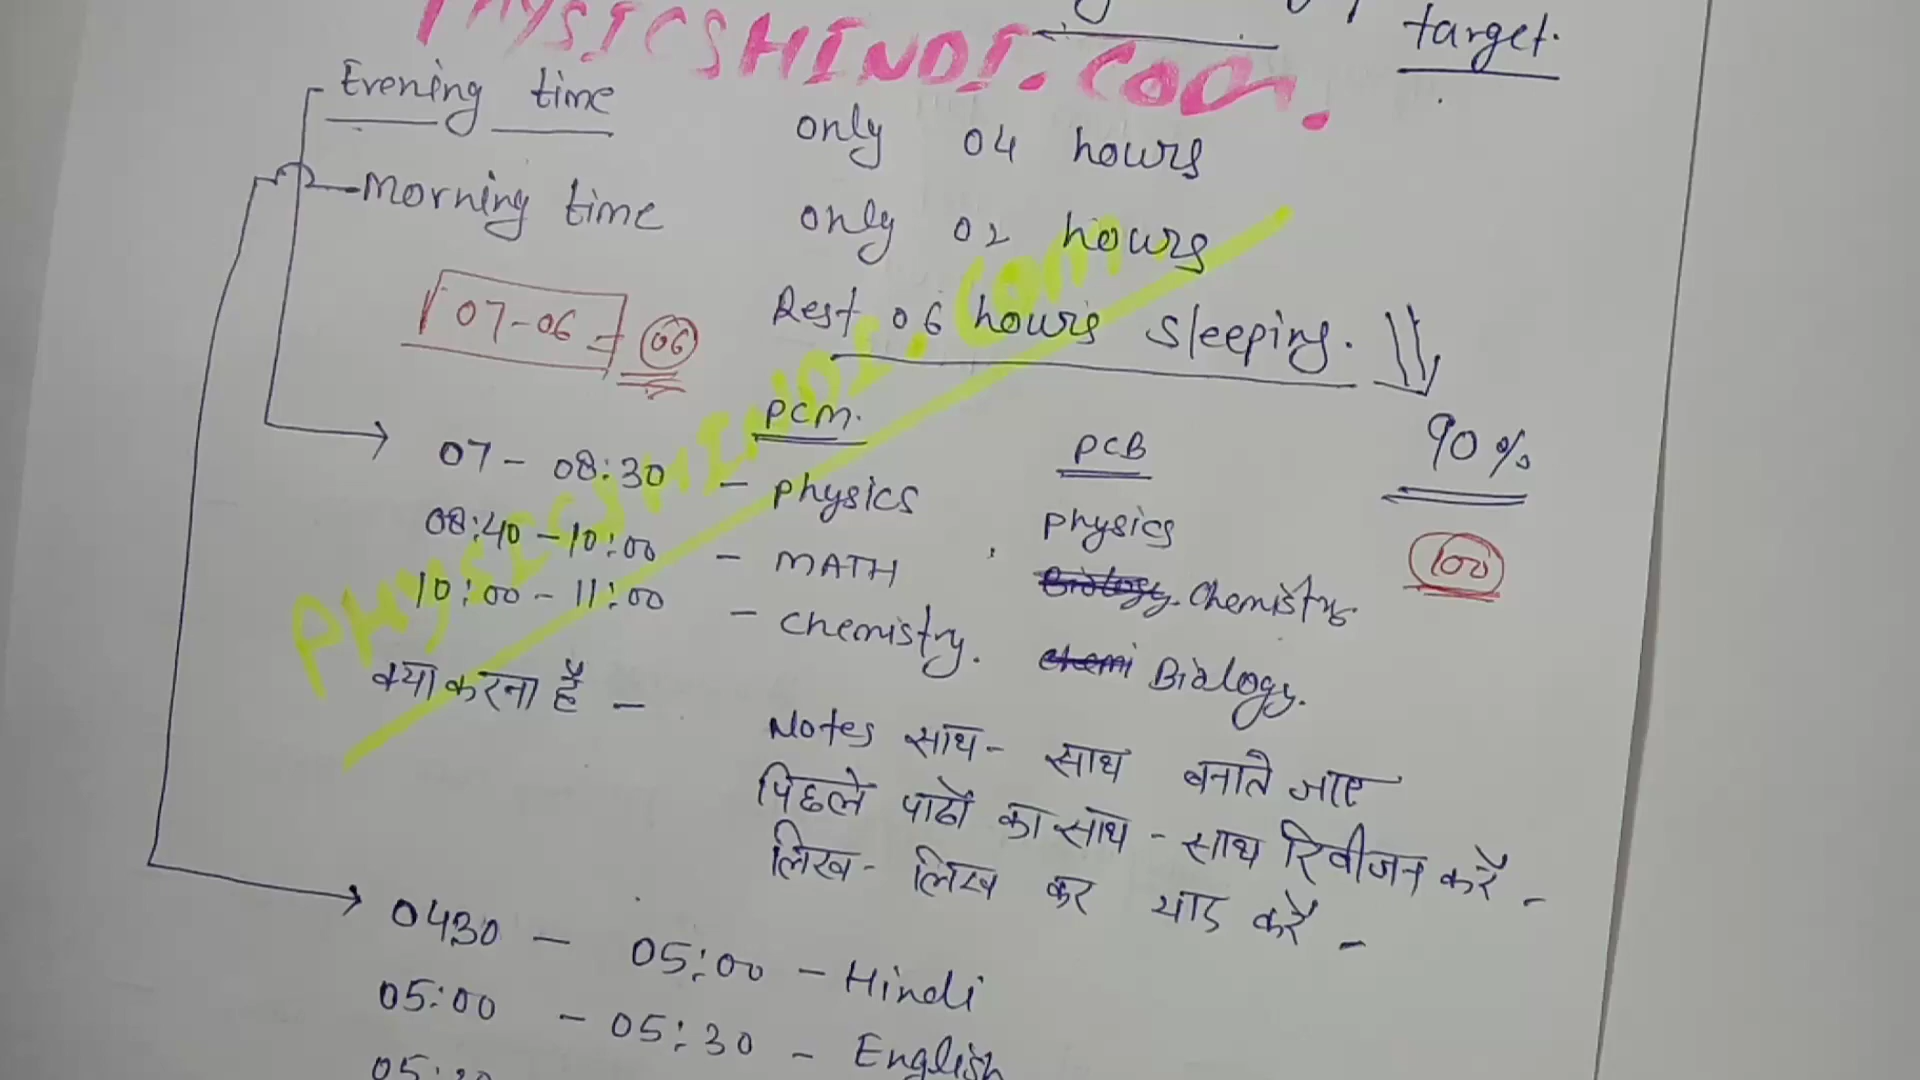 target.
PHYSICSHINDI.COM.
Evening time only 04 hours
Morning time only 02 hours
07-06 = 06
Rest 06 hours sleeping.
PCM. PCB 90%
07 - 08:30 - physics physics
100
08:40 - 10:00 - MATH Biology. Chemistry.
10:00 - 11:00 - chemistry. chemi Biology.
PHYSICSHINDI.COM
क्या करना है -
Notes साथ - साथ बनाते जाए
पिछले पाठों का साथ - साथ रिवीजन करें -
लिख - लिख कर याद करें -
0430 - 05:00 - Hindi
05:00 - 05:30 - English